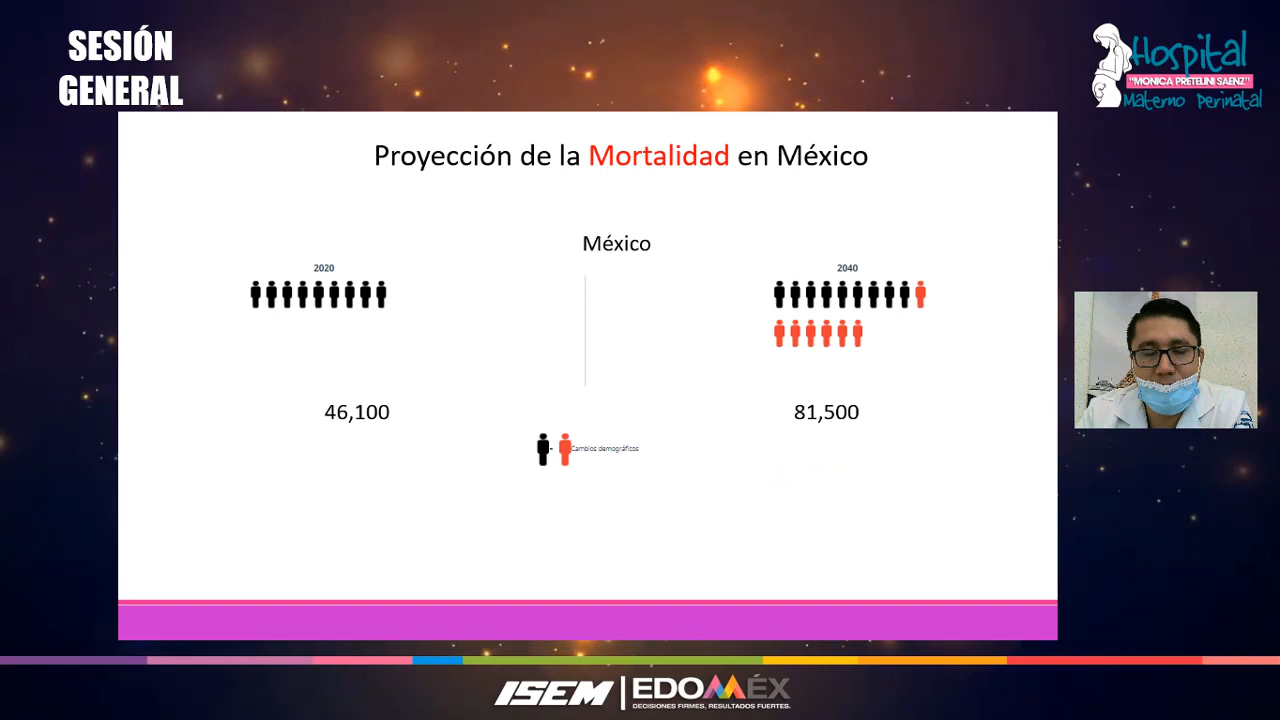 SESIÓN
GENERAL
Hospital
"MONICA PRETELINI SAENZ"
Materno Perinatal
Proyección de la Mortalidad en México
México
2020
2040
46,100
81,500
- Cambios demográficos
ISEM
EDOMÉX
DECISIONES FIRMES, RESULTADOS FUERTES.